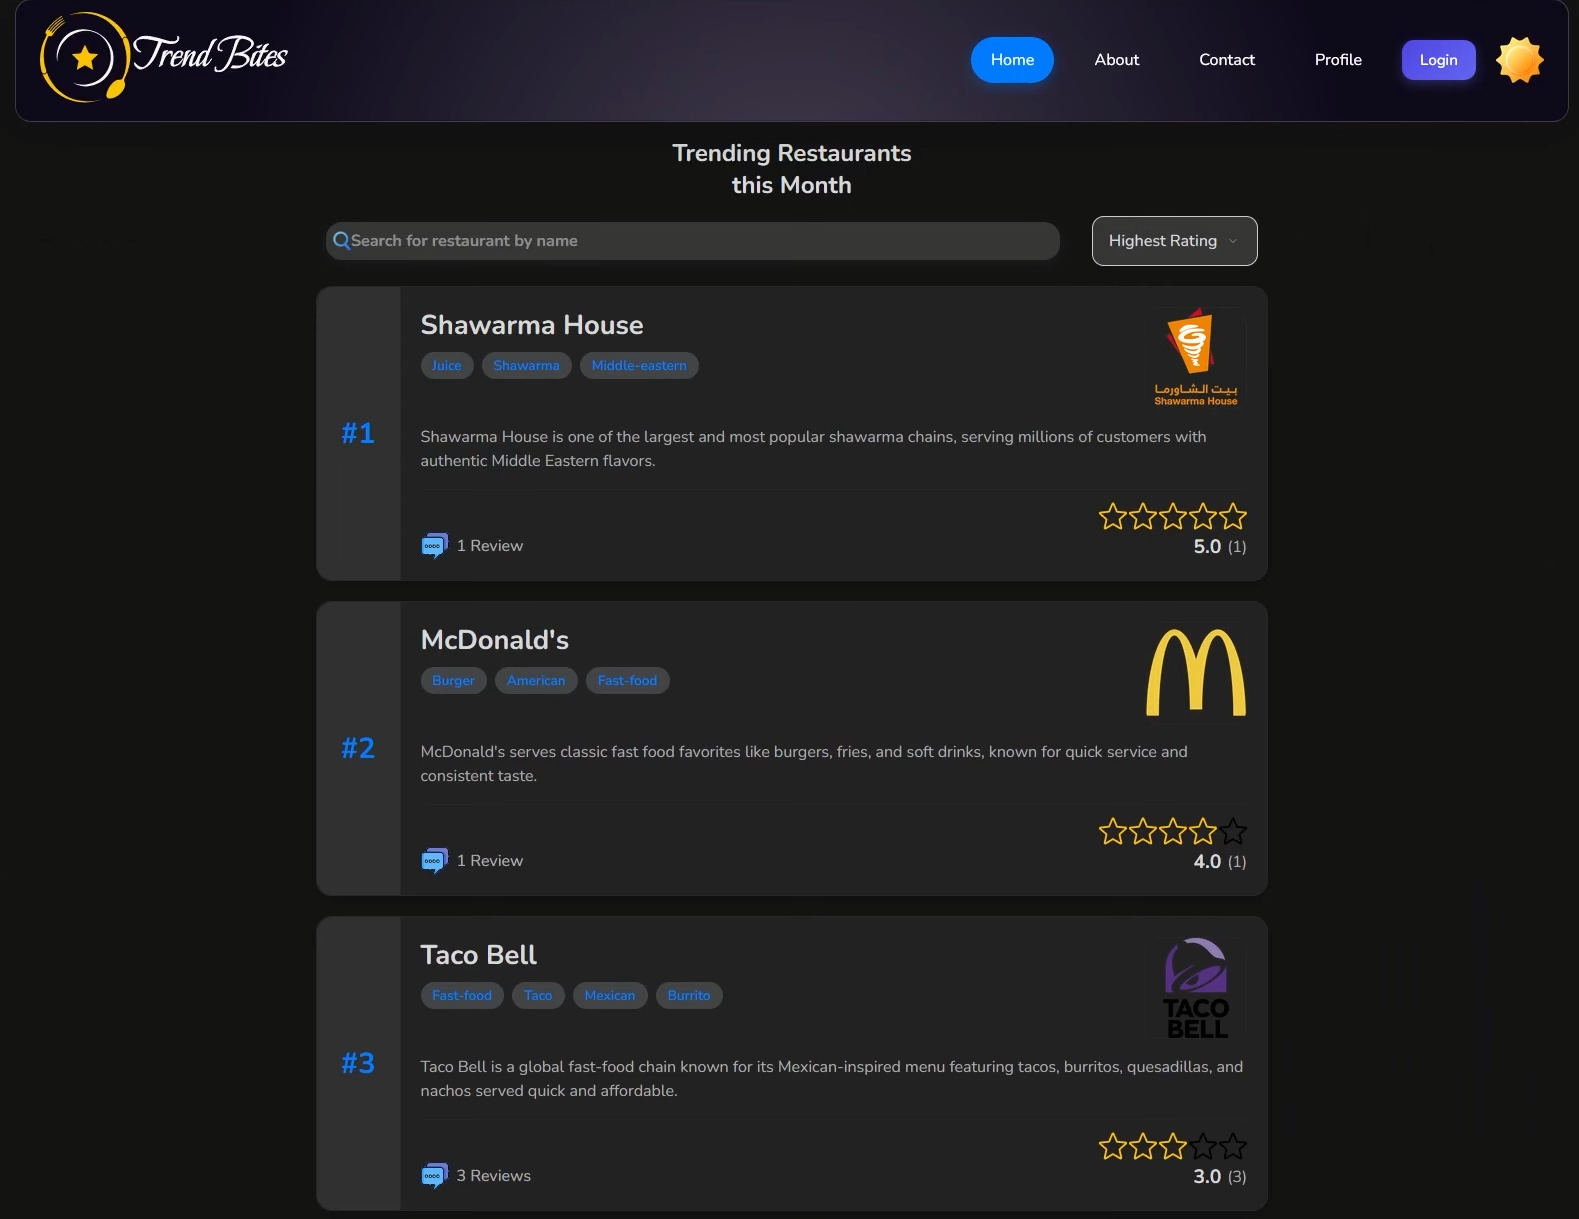 Trend Bites
Home
About
Contact
Profile
Login
Trending Restaurants
this Month
Search for restaurant by name
Highest Rating
#1
Shawarma House
Juice
Shawarma
Middle-eastern
بيت الشاورما
Shawarma House
Shawarma House is one of the largest and most popular shawarma chains, serving millions of customers with
authentic Middle Eastern flavors.
1 Review
5.0 (1)
#2
McDonald's
Burger
American
Fast-food
McDonald's serves classic fast food favorites like burgers, fries, and soft drinks, known for quick service and
consistent taste.
1 Review
4.0 (1)
#3
Taco Bell
Fast-food
Taco
Mexican
Burrito
TACO
BELL
Taco Bell is a global fast-food chain known for its Mexican-inspired menu featuring tacos, burritos, quesadillas, and
nachos served quick and affordable.
3 Reviews
3.0 (3)